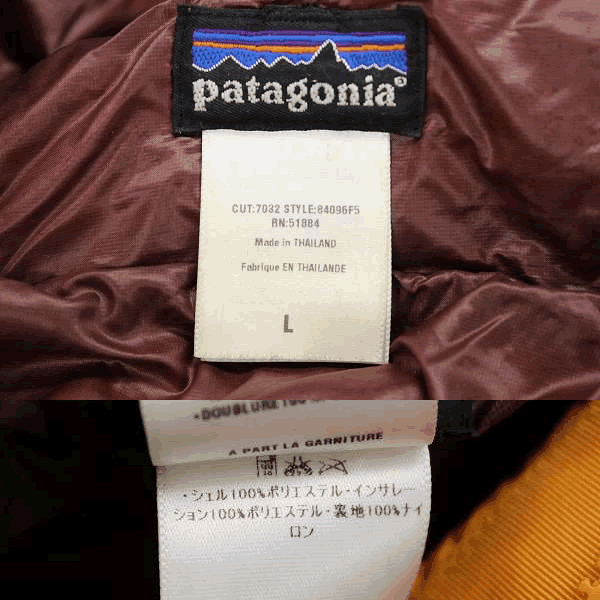 patagonia
CUT:7032 STYLE:84096F5
RN:51884
Made in THAILAND
Fabrique EN THAILANDE
L
•DOUBLURE
A PART LA GARNITURE
・シェル100%ポリエステル・インサレー
ション100%ポリエステル・裏地100%ナイ
ロン